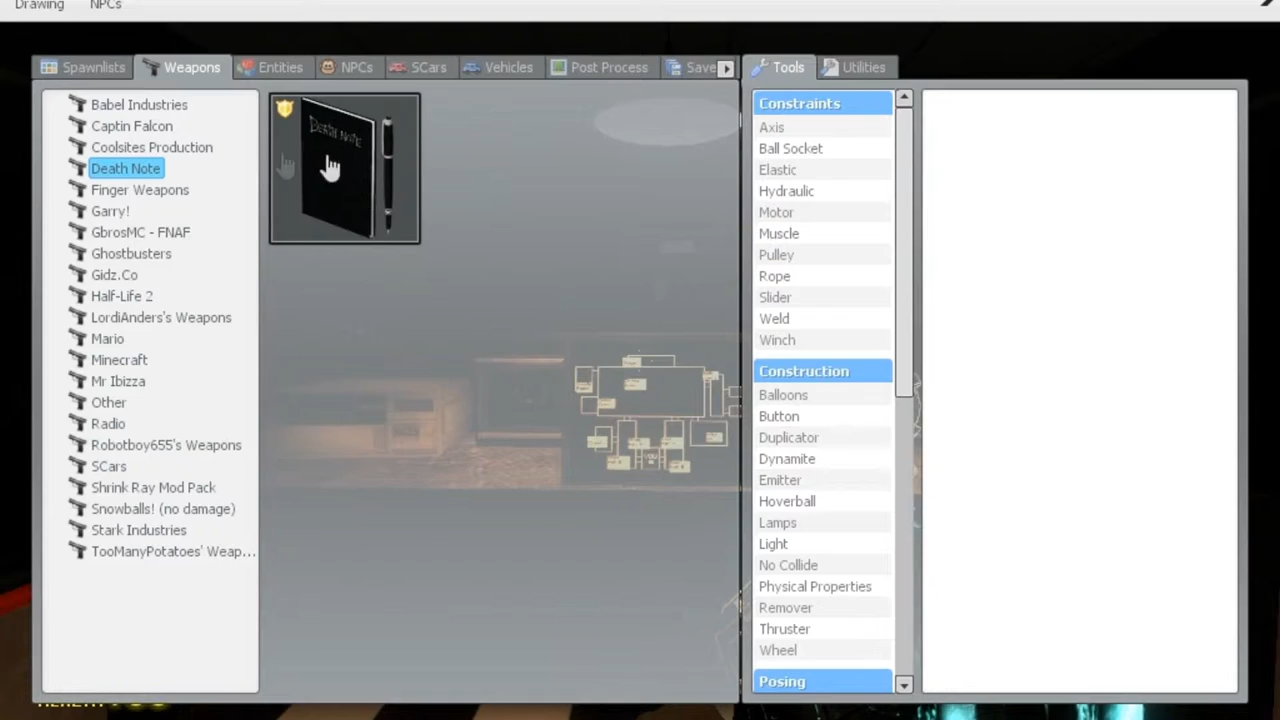 Drawing NPCs
Spawnlists Weapons Entities NPCs SCars Vehicles Post Process Save Tools Utilities
Babel Industries
Captin Falcon
Coolsites Production
Death Note
Finger Weapons
Garry!
GbrosMC - FNAF
Ghostbusters
Gidz.Co
Half-Life 2
LordiAnders's Weapons
Mario
Minecraft
Mr Ibizza
Other
Radio
Robotboy655's Weapons
SCars
Shrink Ray Mod Pack
Snowballs! (no damage)
Stark Industries
TooManyPotatoes' Weap...
DEATH NOTE
YOU
Constraints
Axis
Ball Socket
Elastic
Hydraulic
Motor
Muscle
Pulley
Rope
Slider
Weld
Winch
Construction
Balloons
Button
Duplicator
Dynamite
Emitter
Hoverball
Lamps
Light
No Collide
Physical Properties
Remover
Thruster
Wheel
Posing